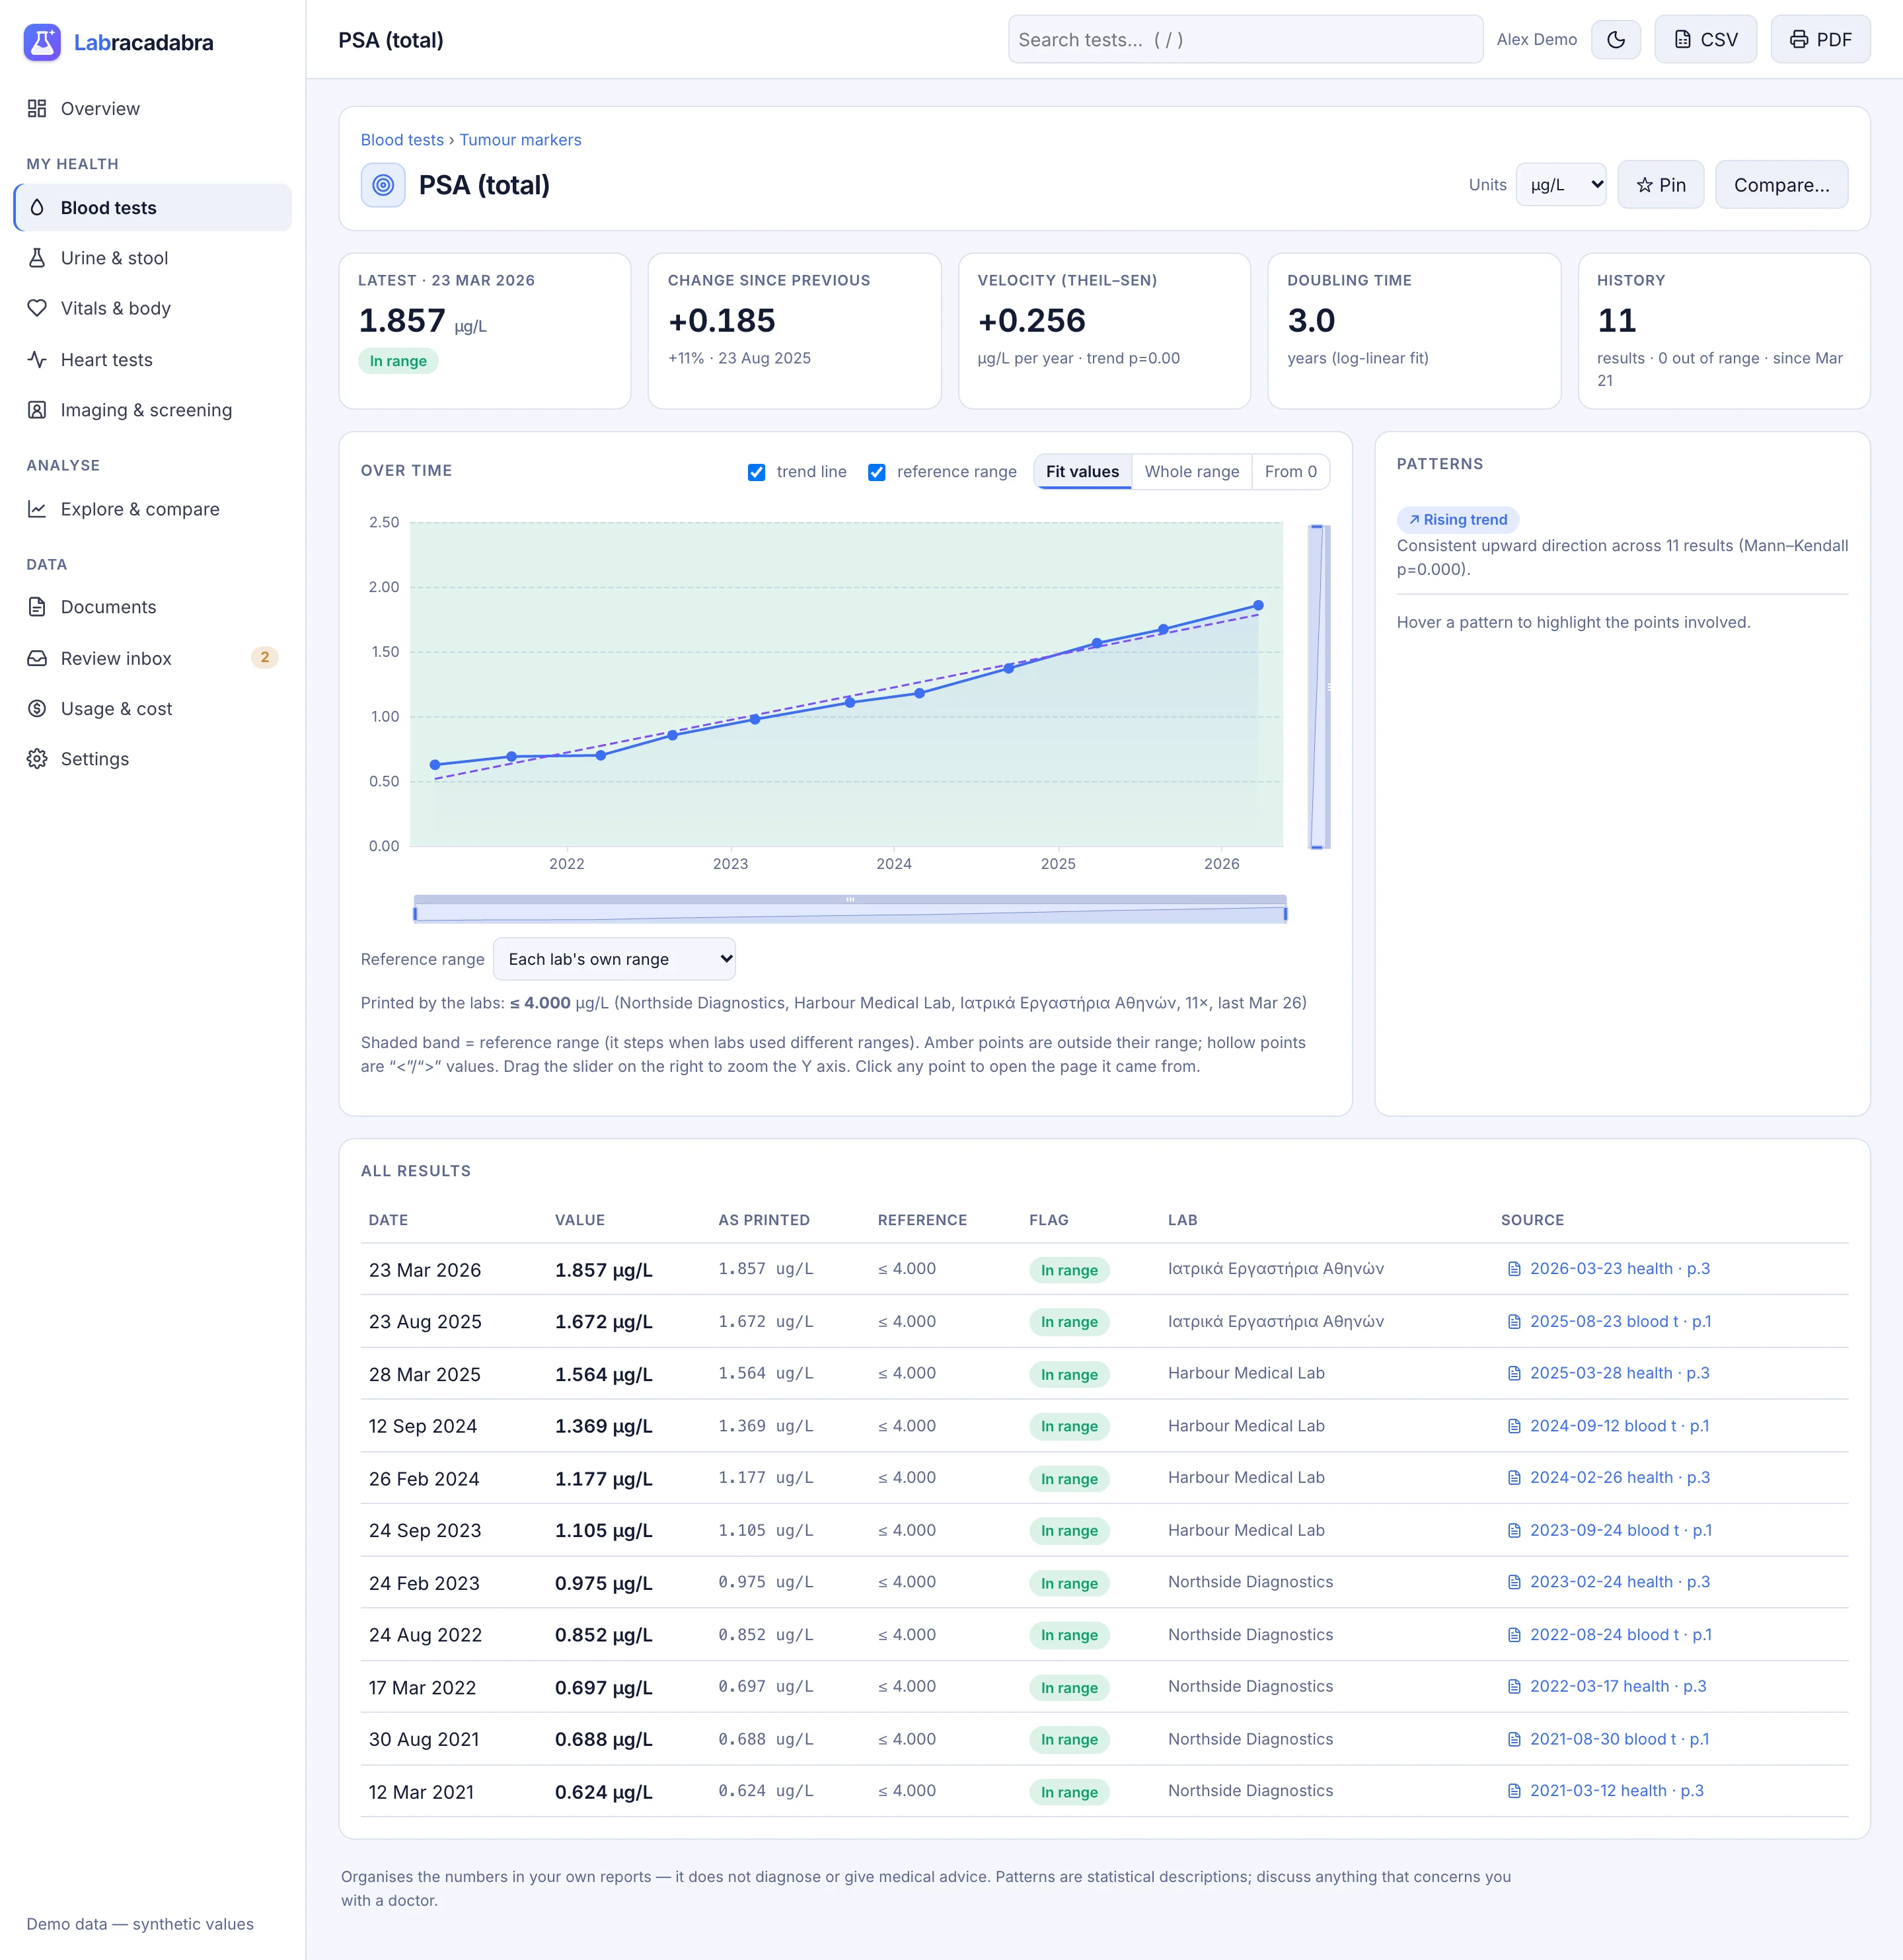 Labracadabra
PSA (total)
Search tests... ( / )
Alex Demo
CSV
PDF
Overview
MY HEALTH
Blood tests
Urine & stool
Vitals & body
Heart tests
Imaging & screening
ANALYSE
Explore & compare
DATA
Documents
Review inbox 2
Usage & cost
Settings
Demo data — synthetic values
Blood tests › Tumour markers
PSA (total)
Units µg/L
Pin
Compare...
LATEST · 23 MAR 2026
1.857 µg/L
In range
CHANGE SINCE PREVIOUS
+0.185
+11% · 23 Aug 2025
VELOCITY (THEIL–SEN)
+0.256
µg/L per year · trend p=0.00
DOUBLING TIME
3.0
years (log-linear fit)
HISTORY
11
results · 0 out of range · since Mar
21
OVER TIME
trend line
reference range
Fit values
Whole range
From 0
2.50
2.00
1.50
1.00
0.50
0.00
2022 2023 2024 2025 2026
Reference range Each lab's own range
Printed by the labs: ≤ 4.000 µg/L (Northside Diagnostics, Harbour Medical Lab, Ιατρικά Εργαστήρια Αθηνών, 11×, last Mar 26)
Shaded band = reference range (it steps when labs used different ranges). Amber points are outside their range; hollow points
are “<”/“>” values. Drag the slider on the right to zoom the Y axis. Click any point to open the page it came from.
PATTERNS
Rising trend
Consistent upward direction across 11 results (Mann–Kendall
p=0.000).
Hover a pattern to highlight the points involved.
ALL RESULTS
DATE VALUE AS PRINTED REFERENCE FLAG LAB SOURCE
23 Mar 2026 1.857 µg/L 1.857 ug/L ≤ 4.000 In range Ιατρικά Εργαστήρια Αθηνών 2026-03-23 health · p.3
23 Aug 2025 1.672 µg/L 1.672 ug/L ≤ 4.000 In range Ιατρικά Εργαστήρια Αθηνών 2025-08-23 blood t · p.1
28 Mar 2025 1.564 µg/L 1.564 ug/L ≤ 4.000 In range Harbour Medical Lab 2025-03-28 health · p.3
12 Sep 2024 1.369 µg/L 1.369 ug/L ≤ 4.000 In range Harbour Medical Lab 2024-09-12 blood t · p.1
26 Feb 2024 1.177 µg/L 1.177 ug/L ≤ 4.000 In range Harbour Medical Lab 2024-02-26 health · p.3
24 Sep 2023 1.105 µg/L 1.105 ug/L ≤ 4.000 In range Harbour Medical Lab 2023-09-24 blood t · p.1
24 Feb 2023 0.975 µg/L 0.975 ug/L ≤ 4.000 In range Northside Diagnostics 2023-02-24 health · p.3
24 Aug 2022 0.852 µg/L 0.852 ug/L ≤ 4.000 In range Northside Diagnostics 2022-08-24 blood t · p.1
17 Mar 2022 0.697 µg/L 0.697 ug/L ≤ 4.000 In range Northside Diagnostics 2022-03-17 health · p.3
30 Aug 2021 0.688 µg/L 0.688 ug/L ≤ 4.000 In range Northside Diagnostics 2021-08-30 blood t · p.1
12 Mar 2021 0.624 µg/L 0.624 ug/L ≤ 4.000 In range Northside Diagnostics 2021-03-12 health · p.3
Organises the numbers in your own reports — it does not diagnose or give medical advice. Patterns are statistical descriptions; discuss anything that concerns you
with a doctor.